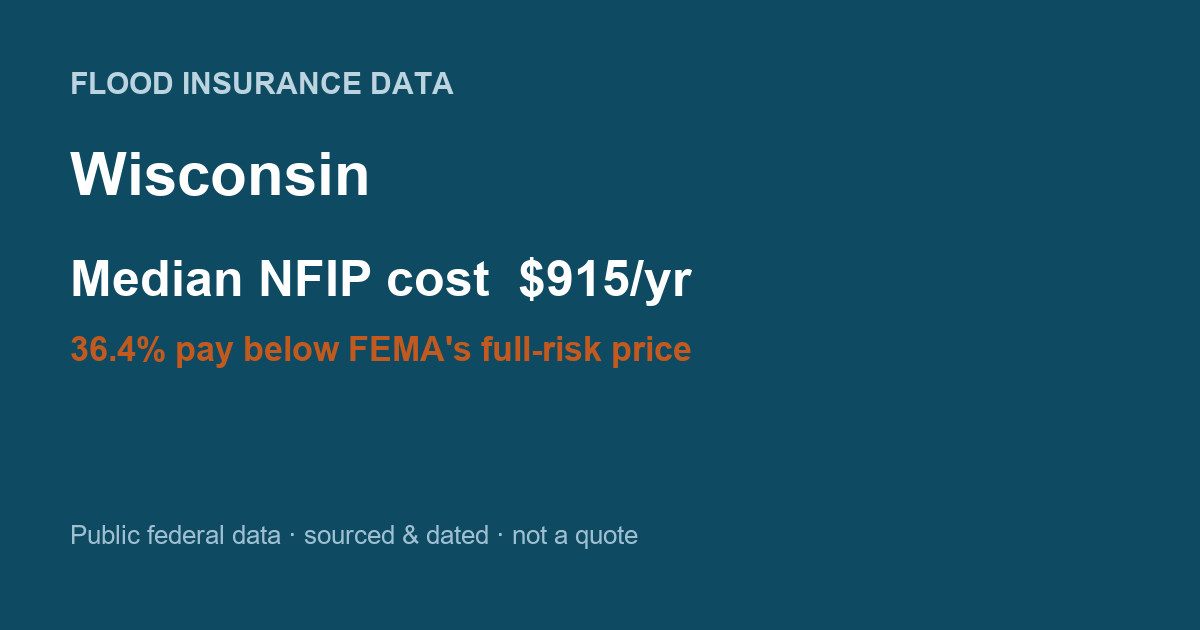 FLOOD INSURANCE DATA
Wisconsin
Median NFIP cost  $915/yr
36.4% pay below FEMA's full-risk price
Public federal data · sourced & dated · not a quote